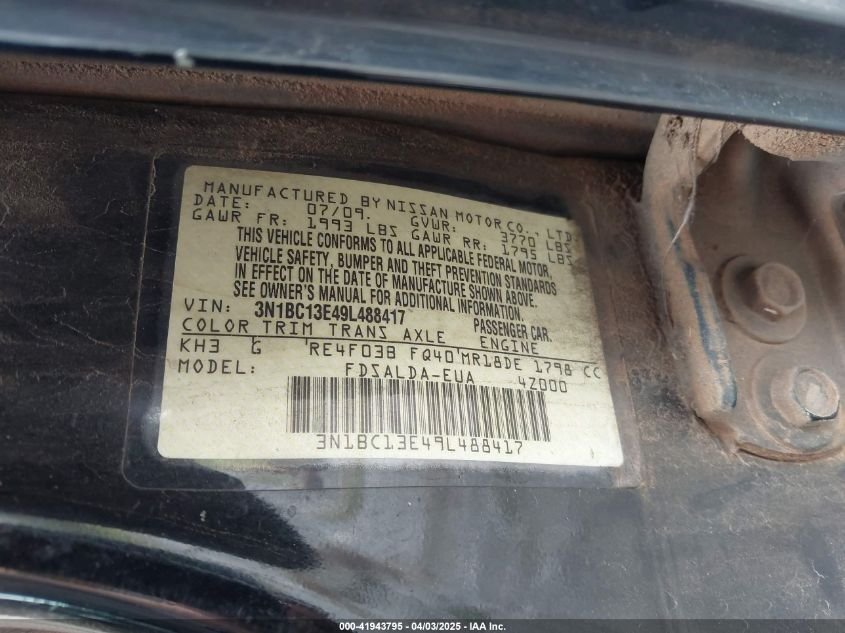 MANUFACTURED BY NISSAN MOTOR CO., LTD.
DATE: 07/09. GVWR: 3770 LBS
GAWR FR: 1993 LBS GAWR RR: 1795 LBS
THIS VEHICLE CONFORMS TO ALL APPLICABLE FEDERAL MOTOR
VEHICLE SAFETY, BUMPER AND THEFT PREVENTION STANDARDS
IN EFFECT ON THE DATE OF MANUFACTURE SHOWN ABOVE.
SEE OWNER'S MANUAL FOR ADDITIONAL INFORMATION.
VIN: 3N1BC13E49L488417 PASSENGER CAR.
COLOR TRIM TRANS AXLE ENGINE
KH3 G RE4F03B FQ40 MR18DE 1798 CC
MODEL: FDSALDA-EUA 4Z000
3N1BC13E49L488417
000-41943795 - 04/03/2025 - IAA Inc.